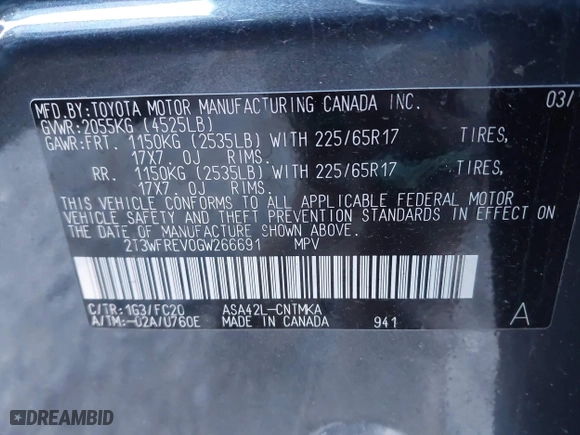 MFD.BY:TOYOTA MOTOR MANUFACTURING CANADA INC. 03/
GVWR:2055KG (4525LB)
GAWR:FRT. 1150KG (2535LB) WITH 225/65R17 TIRES,
17X7.0J RIMS.
RR. 1150KG (2535LB) WITH 225/65R17 TIRES,
17X7.0J RIMS.
THIS VEHICLE CONFORMS TO ALL APPLICABLE FEDERAL MOTOR
VEHICLE SAFETY AND THEFT PREVENTION STANDARDS IN EFFECT ON
THE DATE OF MANUFACTURE SHOWN ABOVE.
2T3WFREV0GW266691 MPV
C/TR:1G3/FC20 ASA42L-CNTMKA
A/TM:-02A/U760E MADE IN CANADA 941 A
DREAMBID